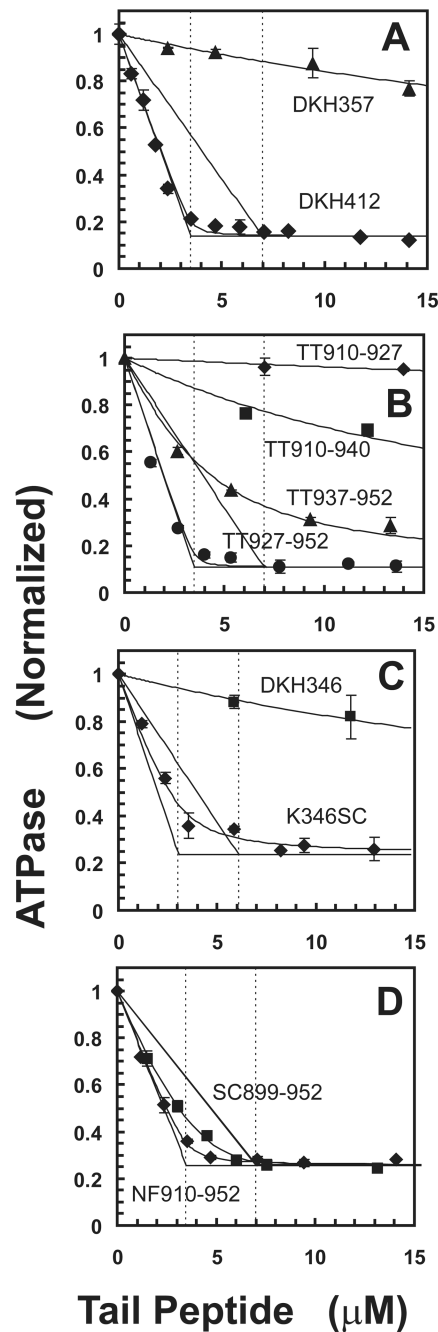 A
1
0.8
0.6
0.4
0.2
0
DKH357
DKH412
0 5 10 15
B
1
0.8
0.6
0.4
0.2
0
TT910-927
TT910-940
TT937-952
TT927-952
0 5 10 15
C
1
0.8
0.6
0.4
0.2
0
DKH346
K346SC
0 5 10 15
D
1
0.8
0.6
0.4
0.2
0
SC899-952
NF910-952
0 5 10 15
ATPase (Normalized)
Tail Peptide (μM)